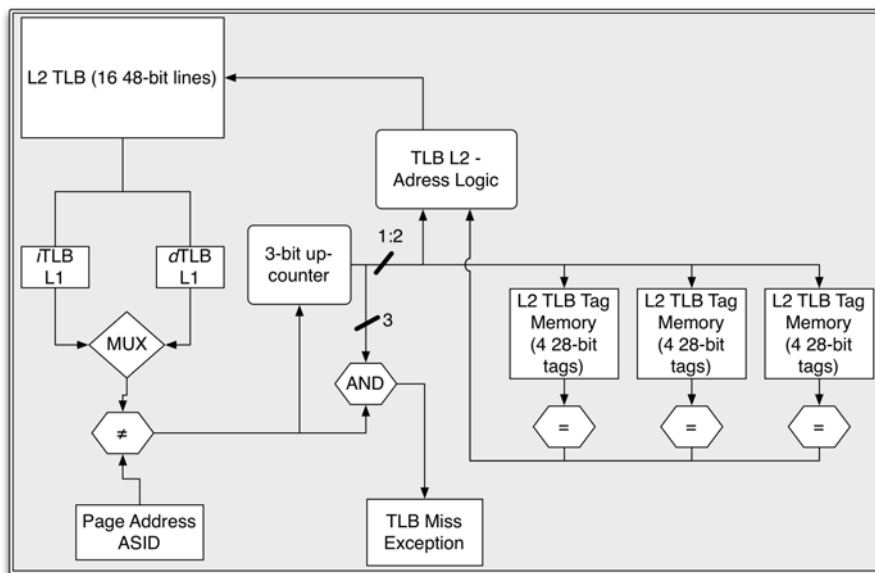 L2 TLB (16 48-bit lines)
TLB L2 -
Adress Logic
iTLB
L1
dTLB
L1
3-bit up-
counter
1:2
3
L2 TLB Tag
Memory
(4 28-bit
tags)
L2 TLB Tag
Memory
(4 28-bit
tags)
L2 TLB Tag
Memory
(4 28-bit
tags)
MUX
AND
≠
=
=
=
Page Address
ASID
TLB Miss
Exception